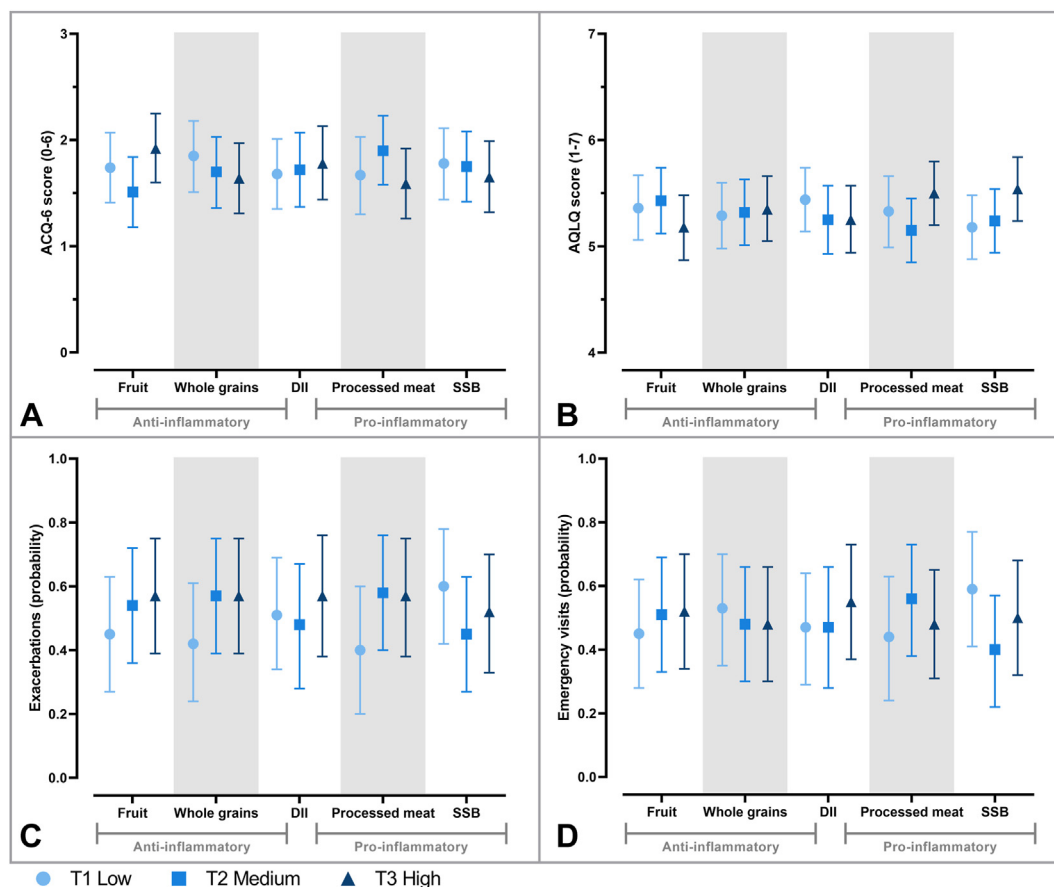 3
2
1
0
ACQ-6 score (0-6)
Fruit Whole grains DII Processed meat SSB
Anti-inflammatory Pro-inflammatory
A
7
6
5
4
AQLQ score (1-7)
Fruit Whole grains DII Processed meat SSB
Anti-inflammatory Pro-inflammatory
B
1.0
0.8
0.6
0.4
0.2
0.0
Exacerbations (probability)
Fruit Whole grains DII Processed meat SSB
Anti-inflammatory Pro-inflammatory
C
1.0
0.8
0.6
0.4
0.2
0.0
Emergency visits (probability)
Fruit Whole grains DII Processed meat SSB
Anti-inflammatory Pro-inflammatory
D
T1 Low T2 Medium T3 High